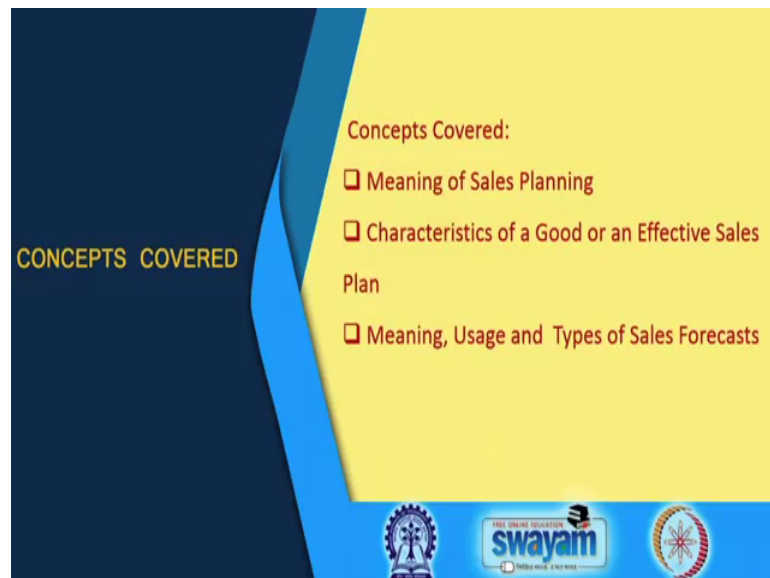 CONCEPTS COVERED
Concepts Covered:
❑ Meaning of Sales Planning
❑ Characteristics of a Good or an Effective Sales
Plan
❑ Meaning, Usage and Types of Sales Forecasts
FREE ONLINE EDUCATION
swayam